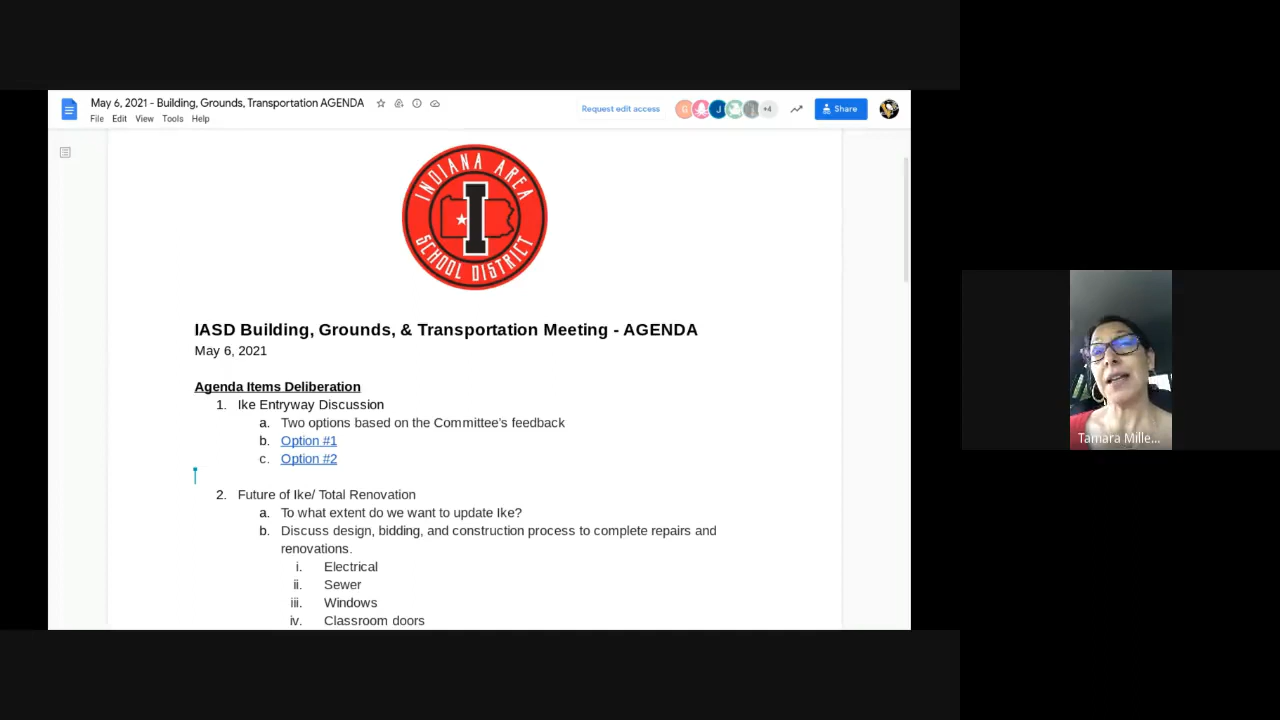 May 6, 2021 - Building, Grounds, Transportation AGENDA
File Edit View Tools Help
Request edit access
G
J
+4
Share
INDIANA AREA
I
SCHOOL DISTRICT
IASD Building, Grounds, & Transportation Meeting - AGENDA
May 6, 2021
Agenda Items Deliberation
1. Ike Entryway Discussion
a. Two options based on the Committee's feedback
b. Option #1
c. Option #2
2. Future of Ike/ Total Renovation
a. To what extent do we want to update Ike?
b. Discuss design, bidding, and construction process to complete repairs and
renovations.
i. Electrical
ii. Sewer
iii. Windows
iv. Classroom doors
Tamara Mille...